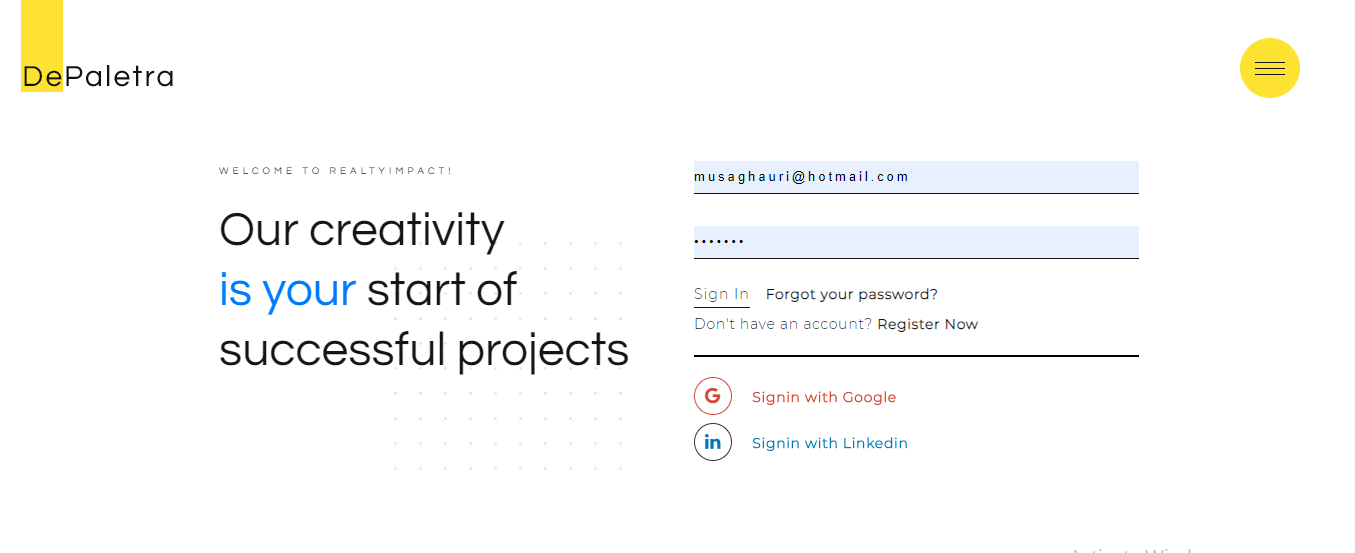 DePaletra
WELCOME TO REALTYIMPACT!
Our creativity
is your start of
successful projects
musaghauri@hotmail.com
•••••••
Sign In Forgot your password?
Don't have an account? Register Now
Signin with Google
in Signin with Linkedin